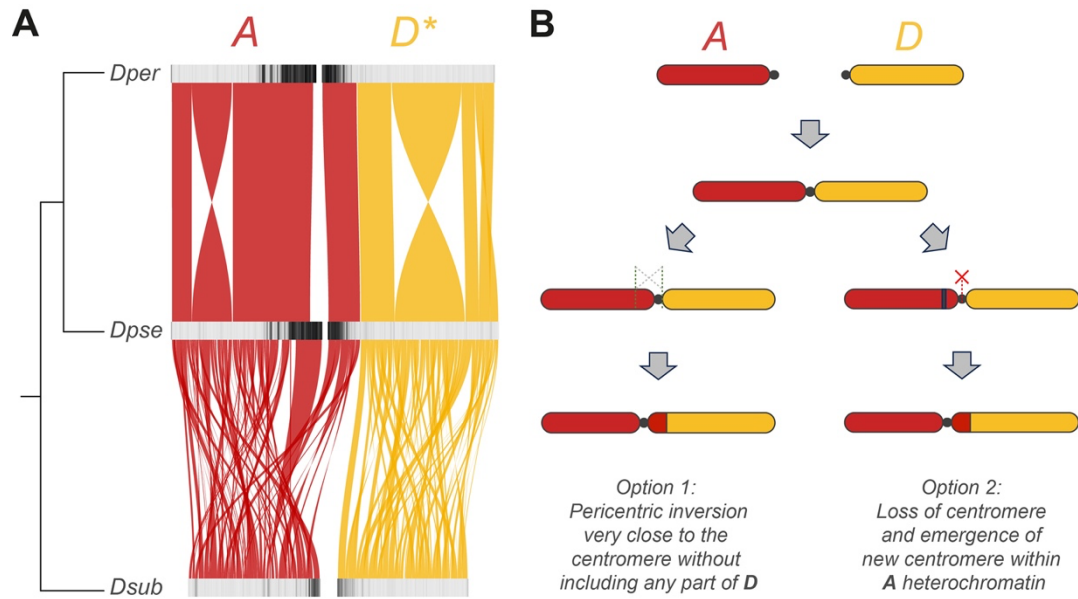 A
A
D*
Dper
Dpse
Dsub
B
A
D
Option 1:
Pericentric inversion
very close to the
centromere without
including any part of D
Option 2:
Loss of centromere
and emergence of
new centromere within
A heterochromatin